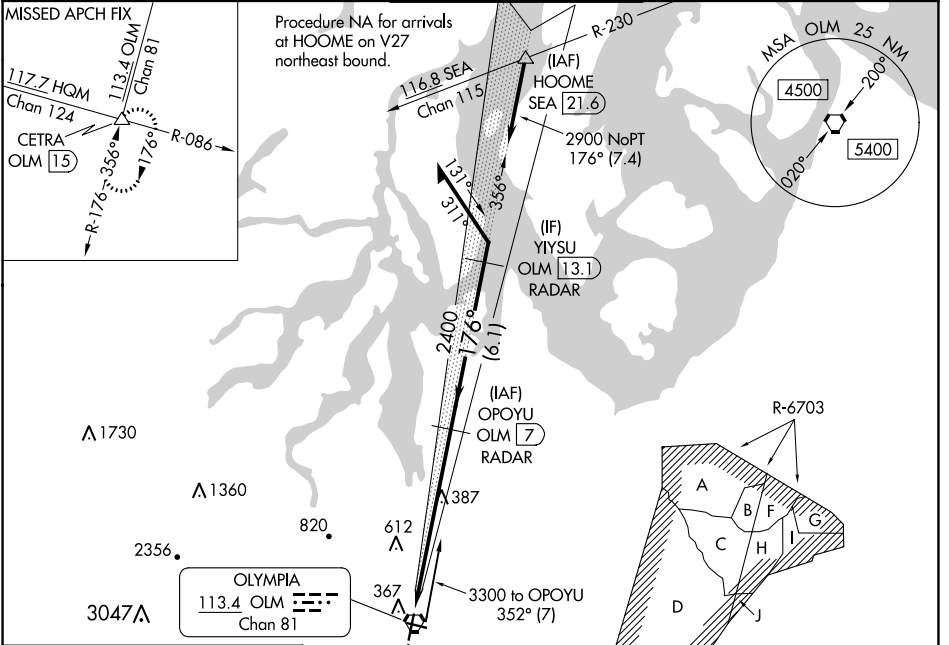 MISSED APCH FIX
113.4 OLM
Chan 81
117.7 HQM
Chan 124
CETRA
OLM 15
R-086
356°
176°
R-176
Procedure NA for arrivals
at HOOME on V27
northeast bound.
R-230
116.8 SEA
Chan 115
(IAF)
HOOME
SEA 21.6
2900 NoPT
176° (7.4)
356°
131°
311°
MSA OLM 25 NM
4500
200°
5400
020°
(IF)
YIYSU
OLM 13.1
RADAR
2400
176°
(6.1)
(IAF)
OPOYU
OLM 7
RADAR
R-6703
A
B
F
G
C
H
I
D
J
1730
1360
387
820
612
2356
367
3047
OLYMPIA
113.4 OLM
Chan 81
3300 to OPOYU
352° (7)